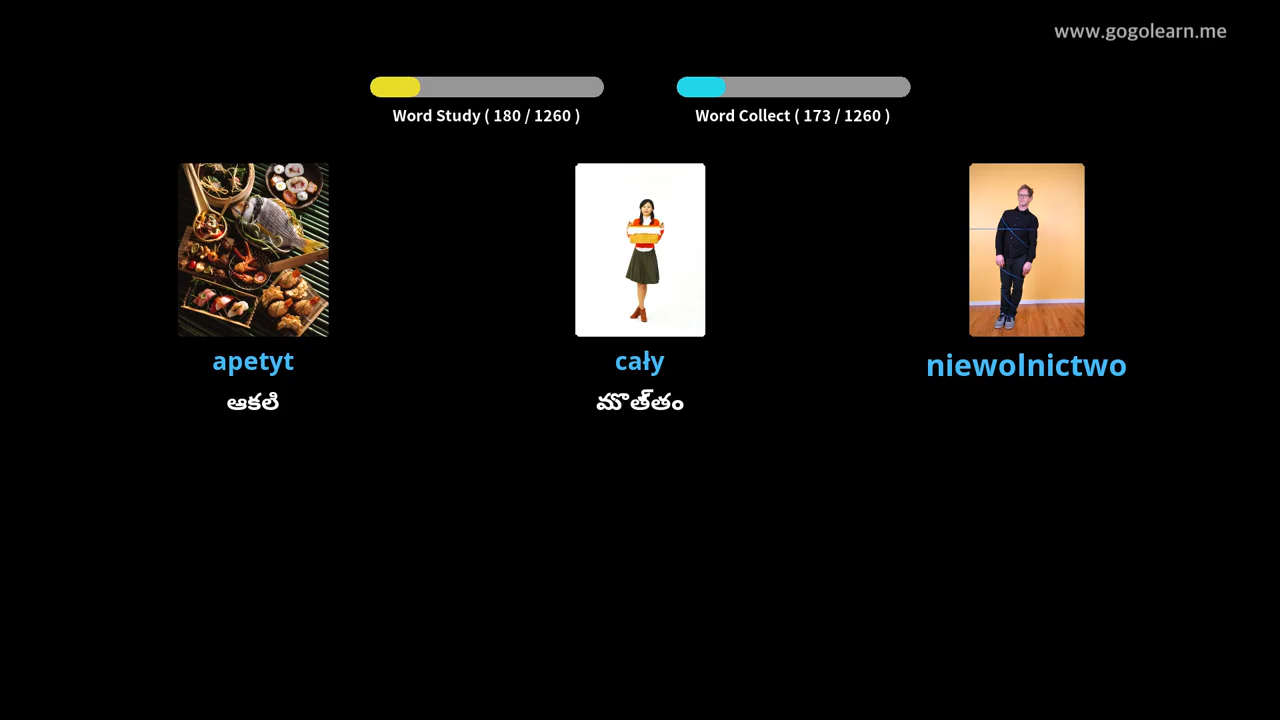 www.gogolearn.me
Word Study ( 180 / 1260 )
Word Collect ( 173 / 1260 )
apetyt
cały
niewolnictwo
ఆకలి
మొత్తం